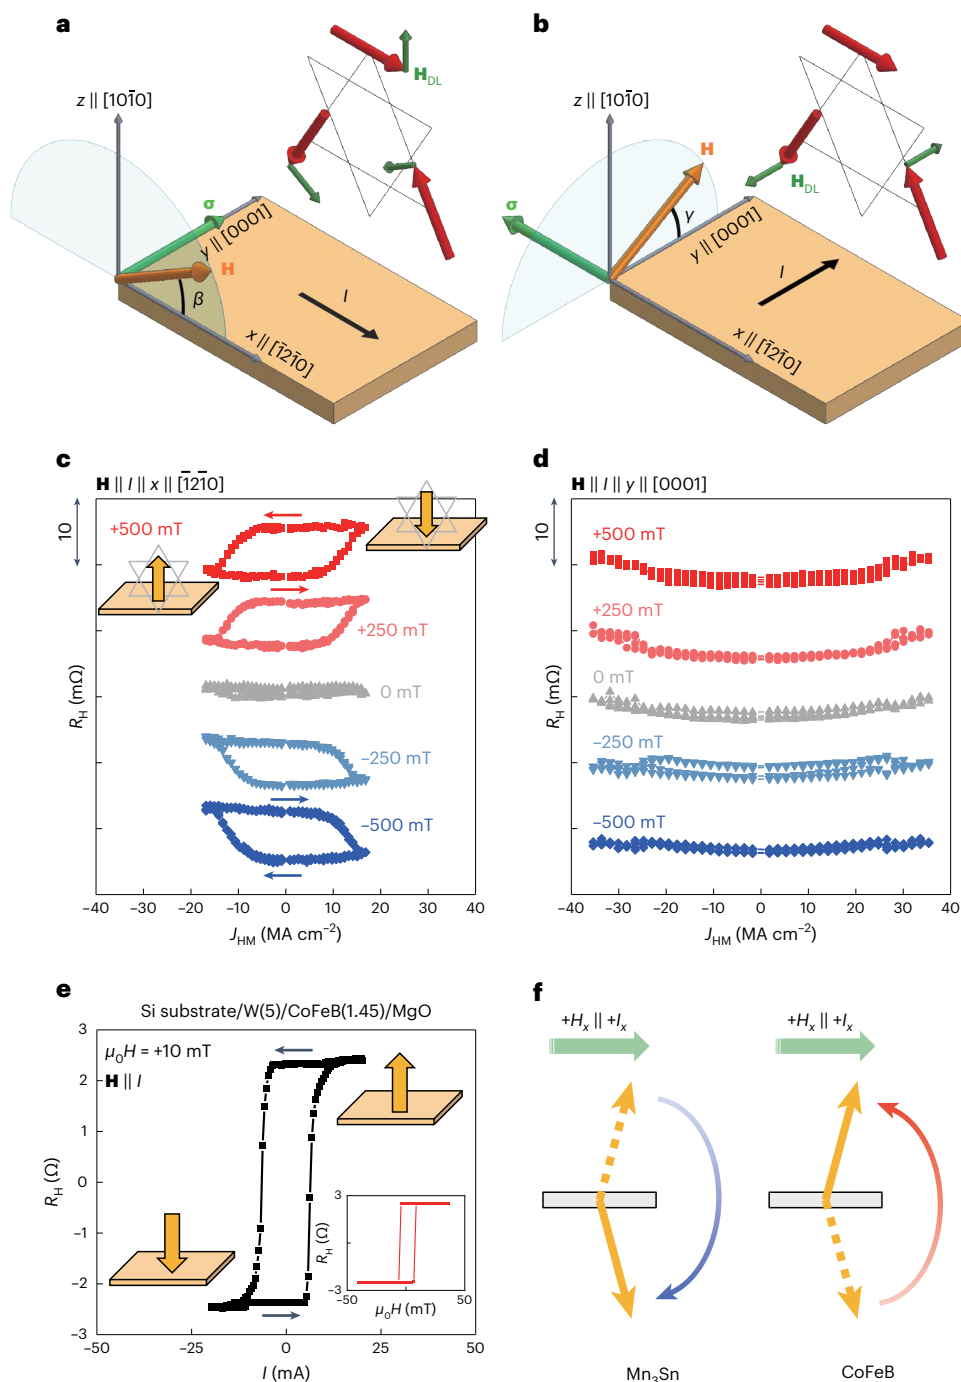 a
z || [101̄0]
H_DL
σ
y || [0001]
H
β
I
x || [1̄21̄0]
b
z || [101̄0]
H
H_DL
σ
γ
y || [0001]
I
x || [1̄21̄0]
c
H || I || x || [1̄21̄0]
10
+500 mT
+250 mT
0 mT
−250 mT
−500 mT
R_H (mΩ)
−40 −30 −20 −10 0 10 20 30 40
J_HM (MA cm⁻²)
d
H || I || y || [0001]
10
+500 mT
+250 mT
0 mT
−250 mT
−500 mT
R_H (mΩ)
−40 −30 −20 −10 0 10 20 30 40
J_HM (MA cm⁻²)
e
Si substrate/W(5)/CoFeB(1.45)/MgO
μ₀H = +10 mT
H || I
3
2
1
0
−1
−2
−3
R_H (Ω)
−50 −25 0 25 50
I (mA)
3
−3
R_H (Ω)
−50 50
μ₀H (mT)
f
+H_x || +I_x
+H_x || +I_x
Mn₃Sn
CoFeB